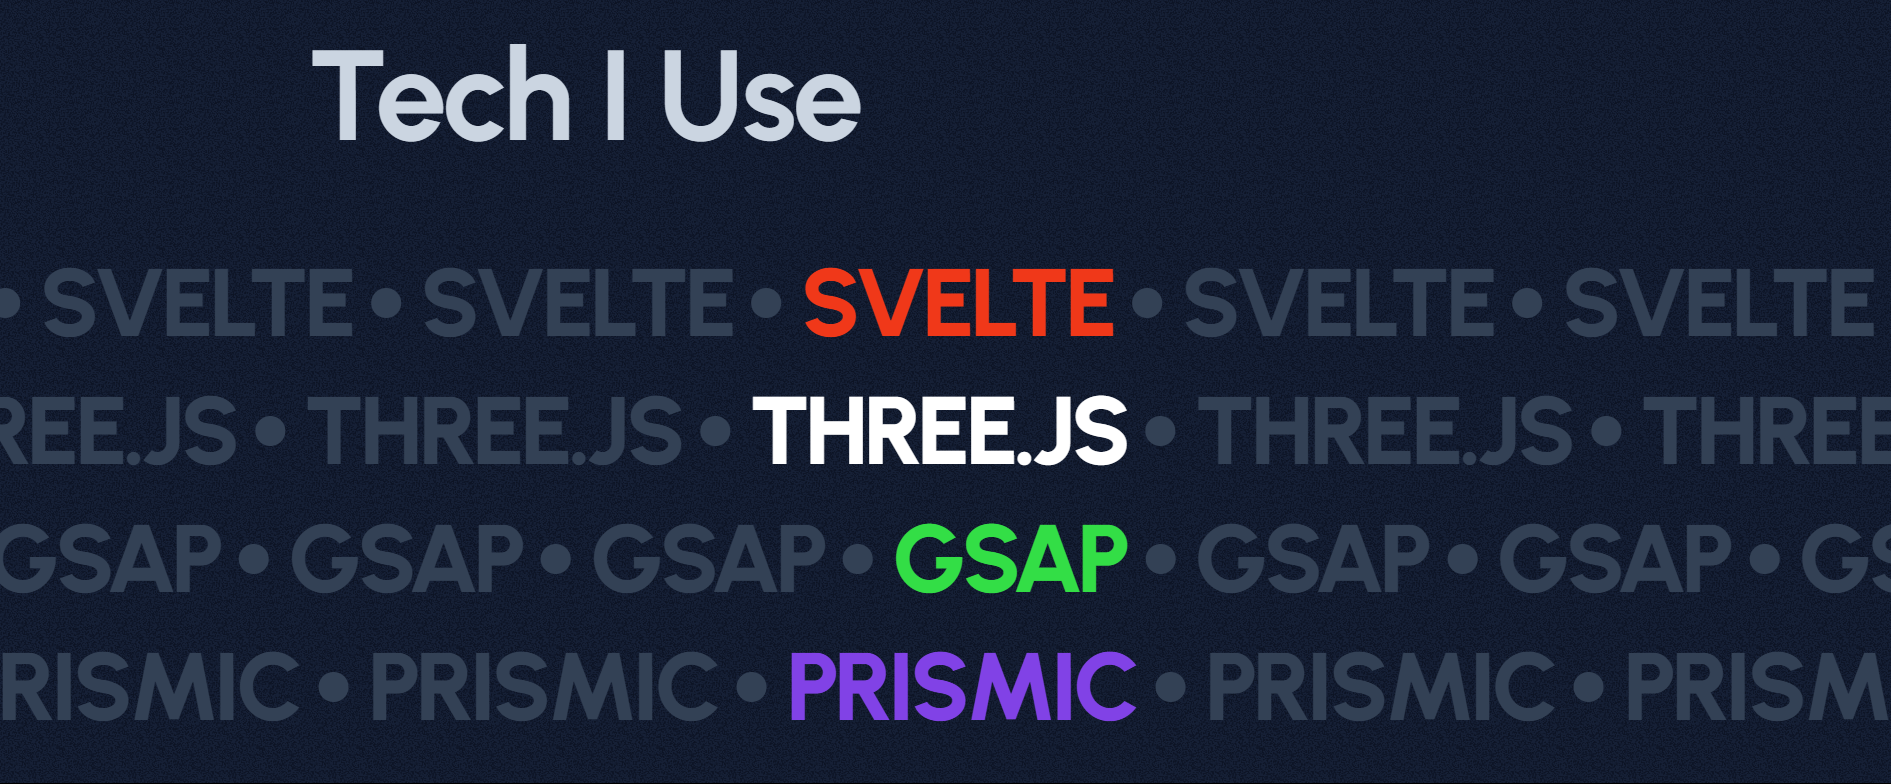 Tech I Use
• SVELTE • SVELTE • SVELTE • SVELTE • SVELTE
REE.JS • THREE.JS • THREE.JS • THREE.JS • THREE
GSAP • GSAP • GSAP • GSAP • GSAP • GSAP • GS
RISMIC • PRISMIC • PRISMIC • PRISMIC • PRISM